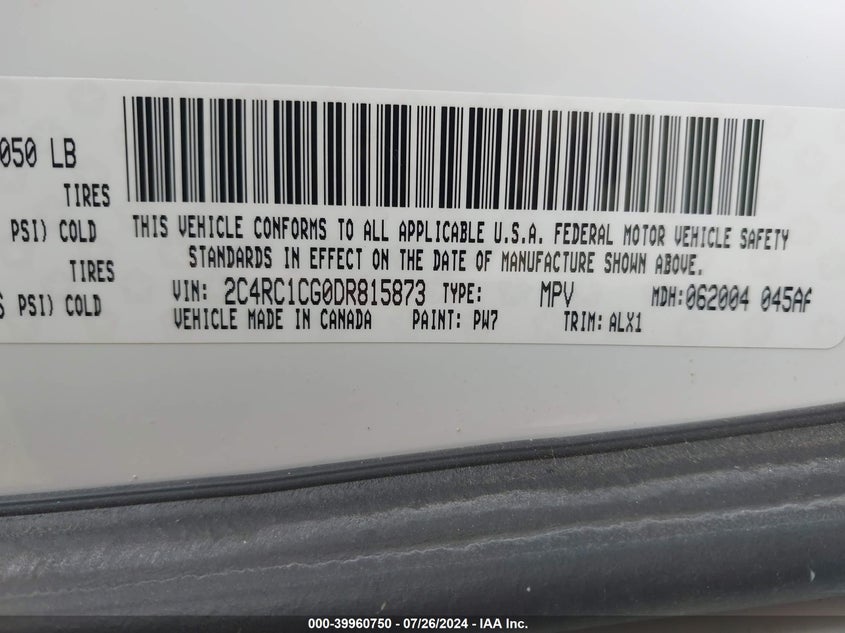 050 LB
TIRES
PSI) COLD
TIRES
PSI) COLD
THIS VEHICLE CONFORMS TO ALL APPLICABLE U.S.A. FEDERAL MOTOR VEHICLE SAFETY
STANDARDS IN EFFECT ON THE DATE OF MANUFACTURE SHOWN ABOVE.
VIN: 2C4RC1CG0DR815873 TYPE: MPV MDH:062004 045AF
VEHICLE MADE IN CANADA PAINT: PW7 TRIM: ALX1
000-39960750 | 07/26/2024 - IAA Inc.